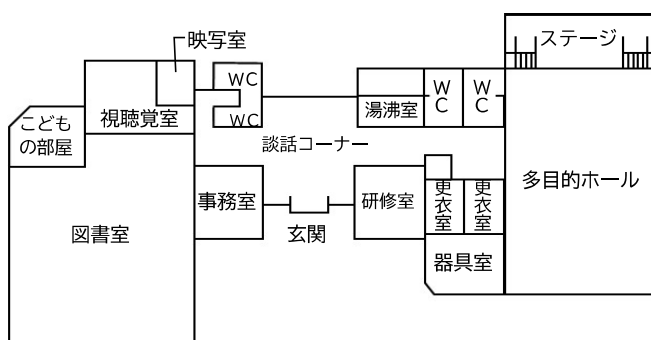 ステージ
映写室
WC
WC
WC
WC
湯沸室
こども
の部屋
視聴覚室
談話コーナー
多目的ホール
事務室
研修室
更衣室
更衣室
図書室
玄関
器具室